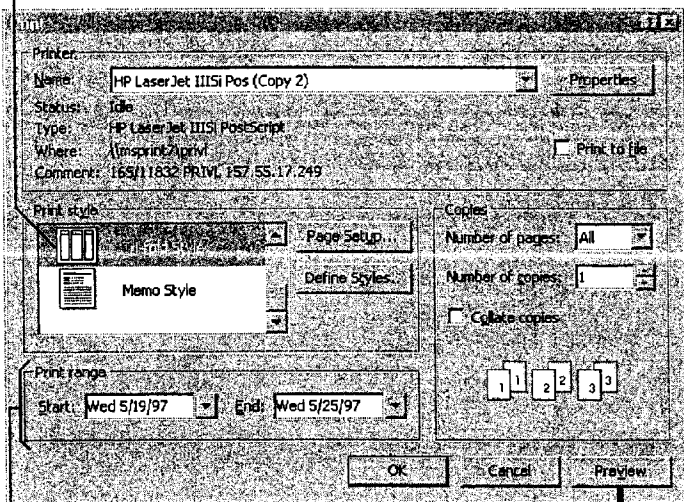 Printer
Name: HP LaserJet IIISi Pos (Copy 2) Properties
Status: Idle
Type: HP LaserJet IIISi PostScript
Where: \\msprint7\privl
Print to file
Comment: 165/11832 PRIVL 157.55.17.249
Print style
Page Setup...
Memo Style
Define Styles...
Copies
Number of pages: All
Number of copies: 1
Collate copies
1 1 2 2 3 3
Print range
Start: Wed 5/19/97 End: Wed 5/25/97
OK Cancel Preview